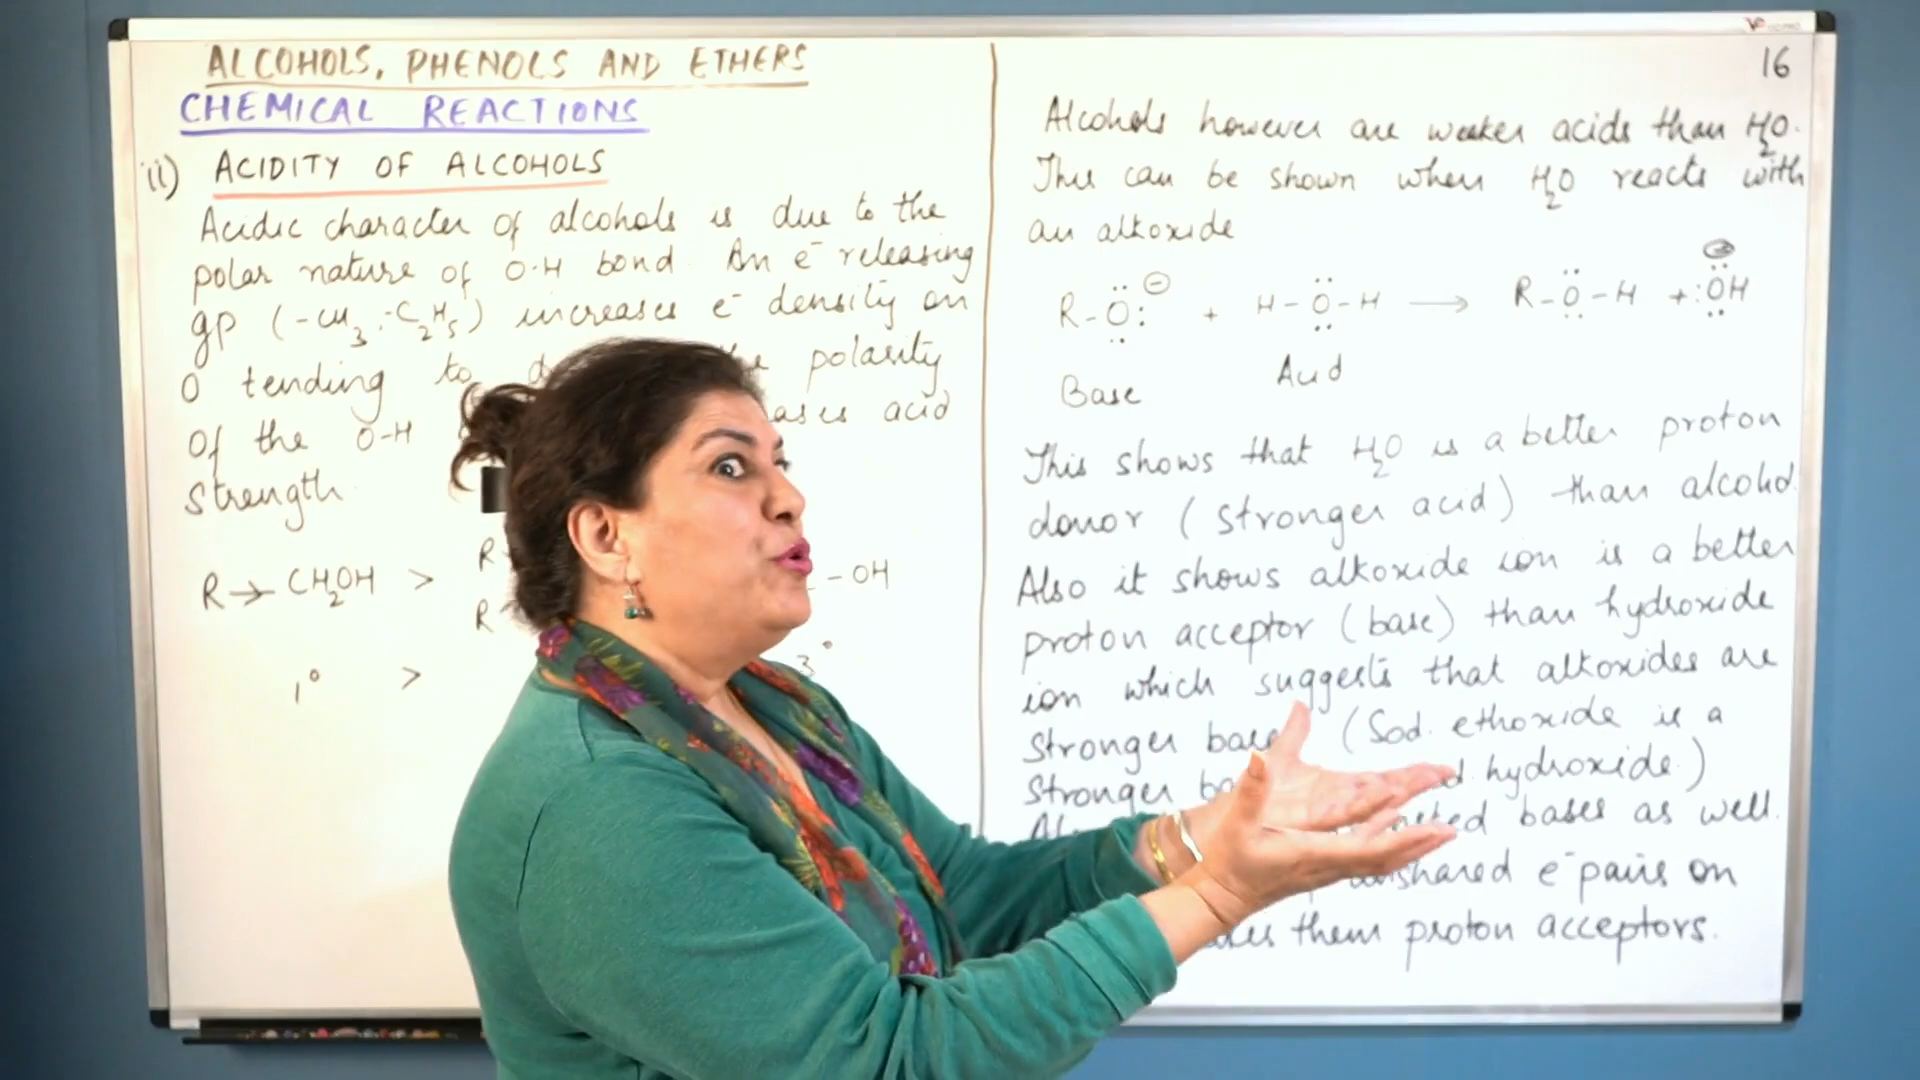 ALCOHOLS, PHENOLS AND ETHERS
CHEMICAL REACTIONS
ii) ACIDITY OF ALCOHOLS
Acidic character of alcohols is due to the
polar nature of O-H bond. An e⁻ releasing
gp (-CH₃, -C₂H₅) increases e⁻ density on
O tending to polarity
of the O-H acid
strength.
R→CH₂OH > R - OH
R
1° > 3°
16
Alcohols however are weaker acids than H₂O.
This can be shown when H₂O reacts with
an alkoxide
R-Ö:⊖ + H-Ö-H → R-Ö-H + :ÖH⊖
Base Acid
This shows that H₂O is a better proton
donor (stronger acid) than alcohol.
Also it shows alkoxide ion is a better
proton acceptor (base) than hydroxide
ion which suggests that alkoxides are
stronger (Sod. ethoxide is a
stronger hydroxide)
bases as well.
e⁻ pairs on
them proton acceptors.